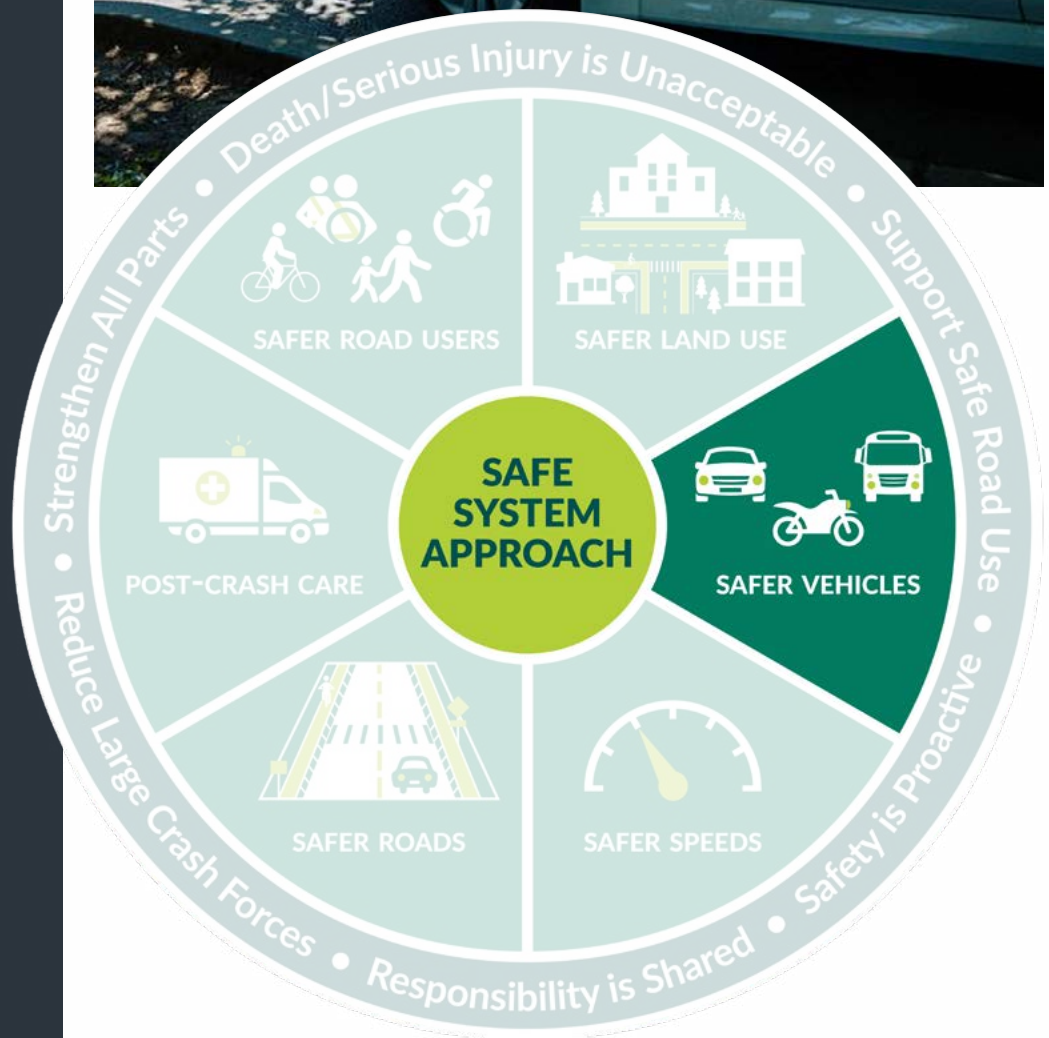 Death/Serious Injury is Unacceptable
Support Safe Road Use
Safety is Proactive
Responsibility is Shared
Reduce Large Crash Forces
Strengthen All Parts
SAFER ROAD USERS
SAFER LAND USE
SAFE
SYSTEM
APPROACH
SAFER VEHICLES
POST-CRASH CARE
SAFER ROADS
SAFER SPEEDS